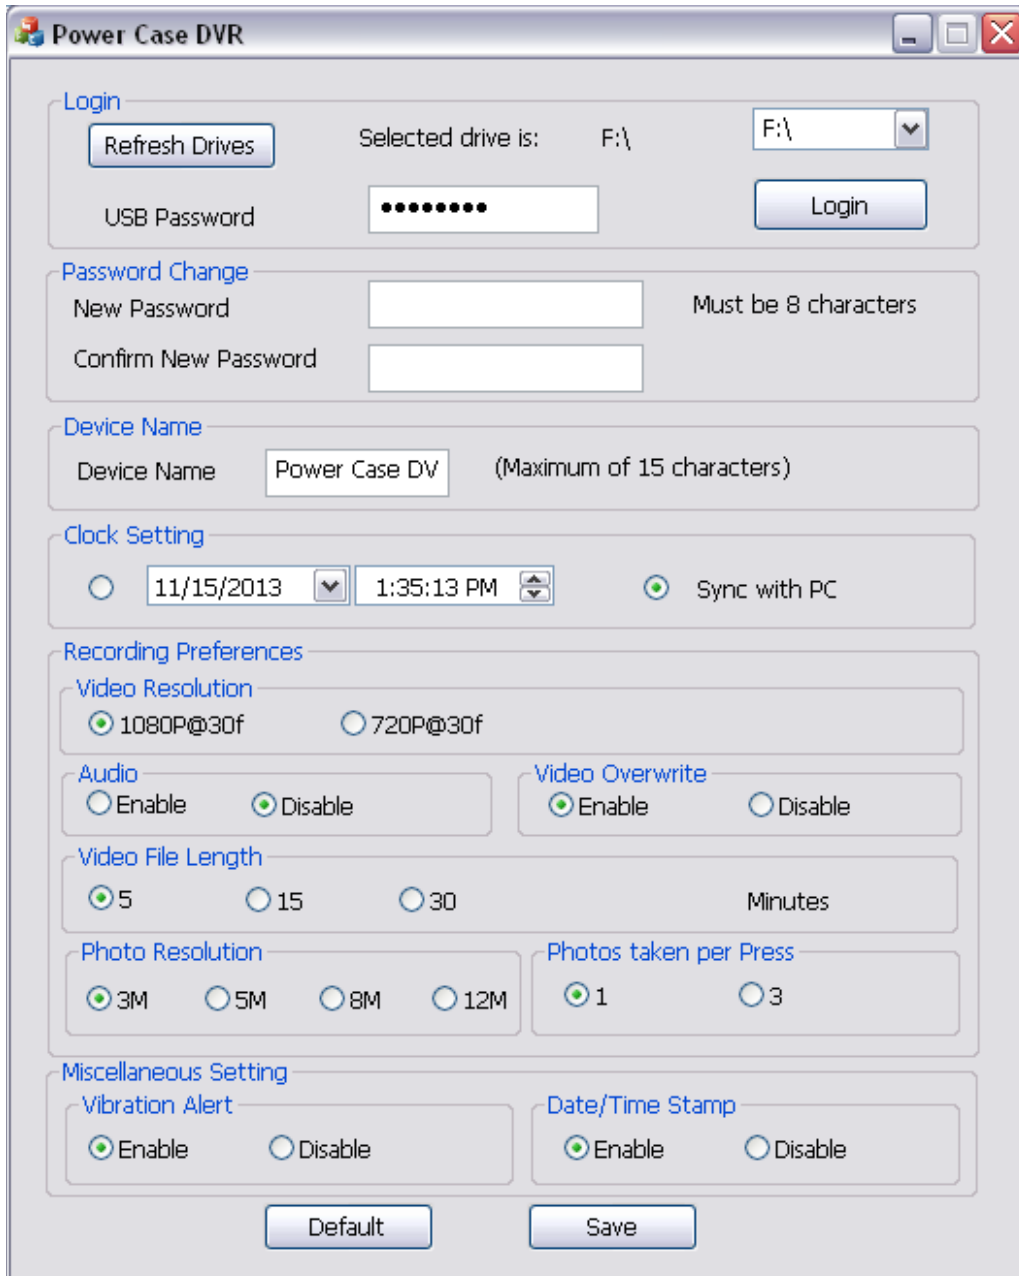 Power Case DVR
Login
Refresh Drives
Selected drive is:
F:\
F:\
USB Password
••••••••
Login
Password Change
New Password
Must be 8 characters
Confirm New Password
Device Name
Device Name
Power Case DV
(Maximum of 15 characters)
Clock Setting
11/15/2013
1:35:13 PM
Sync with PC
Recording Preferences
Video Resolution
1080P@30f
720P@30f
Audio
Enable
Disable
Video Overwrite
Enable
Disable
Video File Length
5
15
30
Minutes
Photo Resolution
3M
5M
8M
12M
Photos taken per Press
1
3
Miscellaneous Setting
Vibration Alert
Enable
Disable
Date/Time Stamp
Enable
Disable
Default
Save